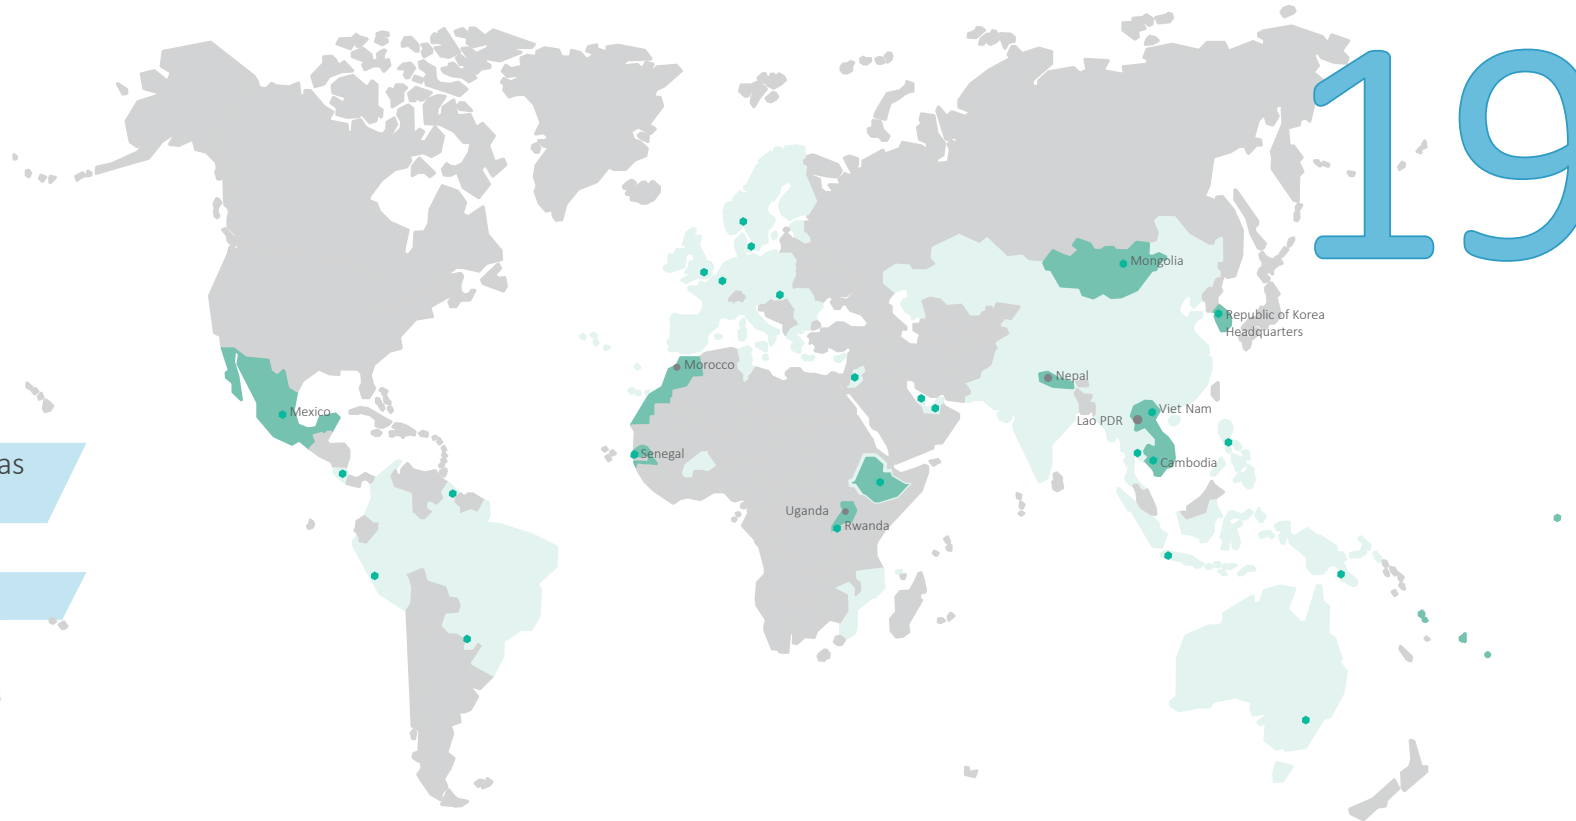 19
Mongolia
Republic of Korea
Headquarters
Morocco
Nepal
Mexico
Viet Nam
Lao PDR
as
Senegal
Cambodia
Uganda
Rwanda